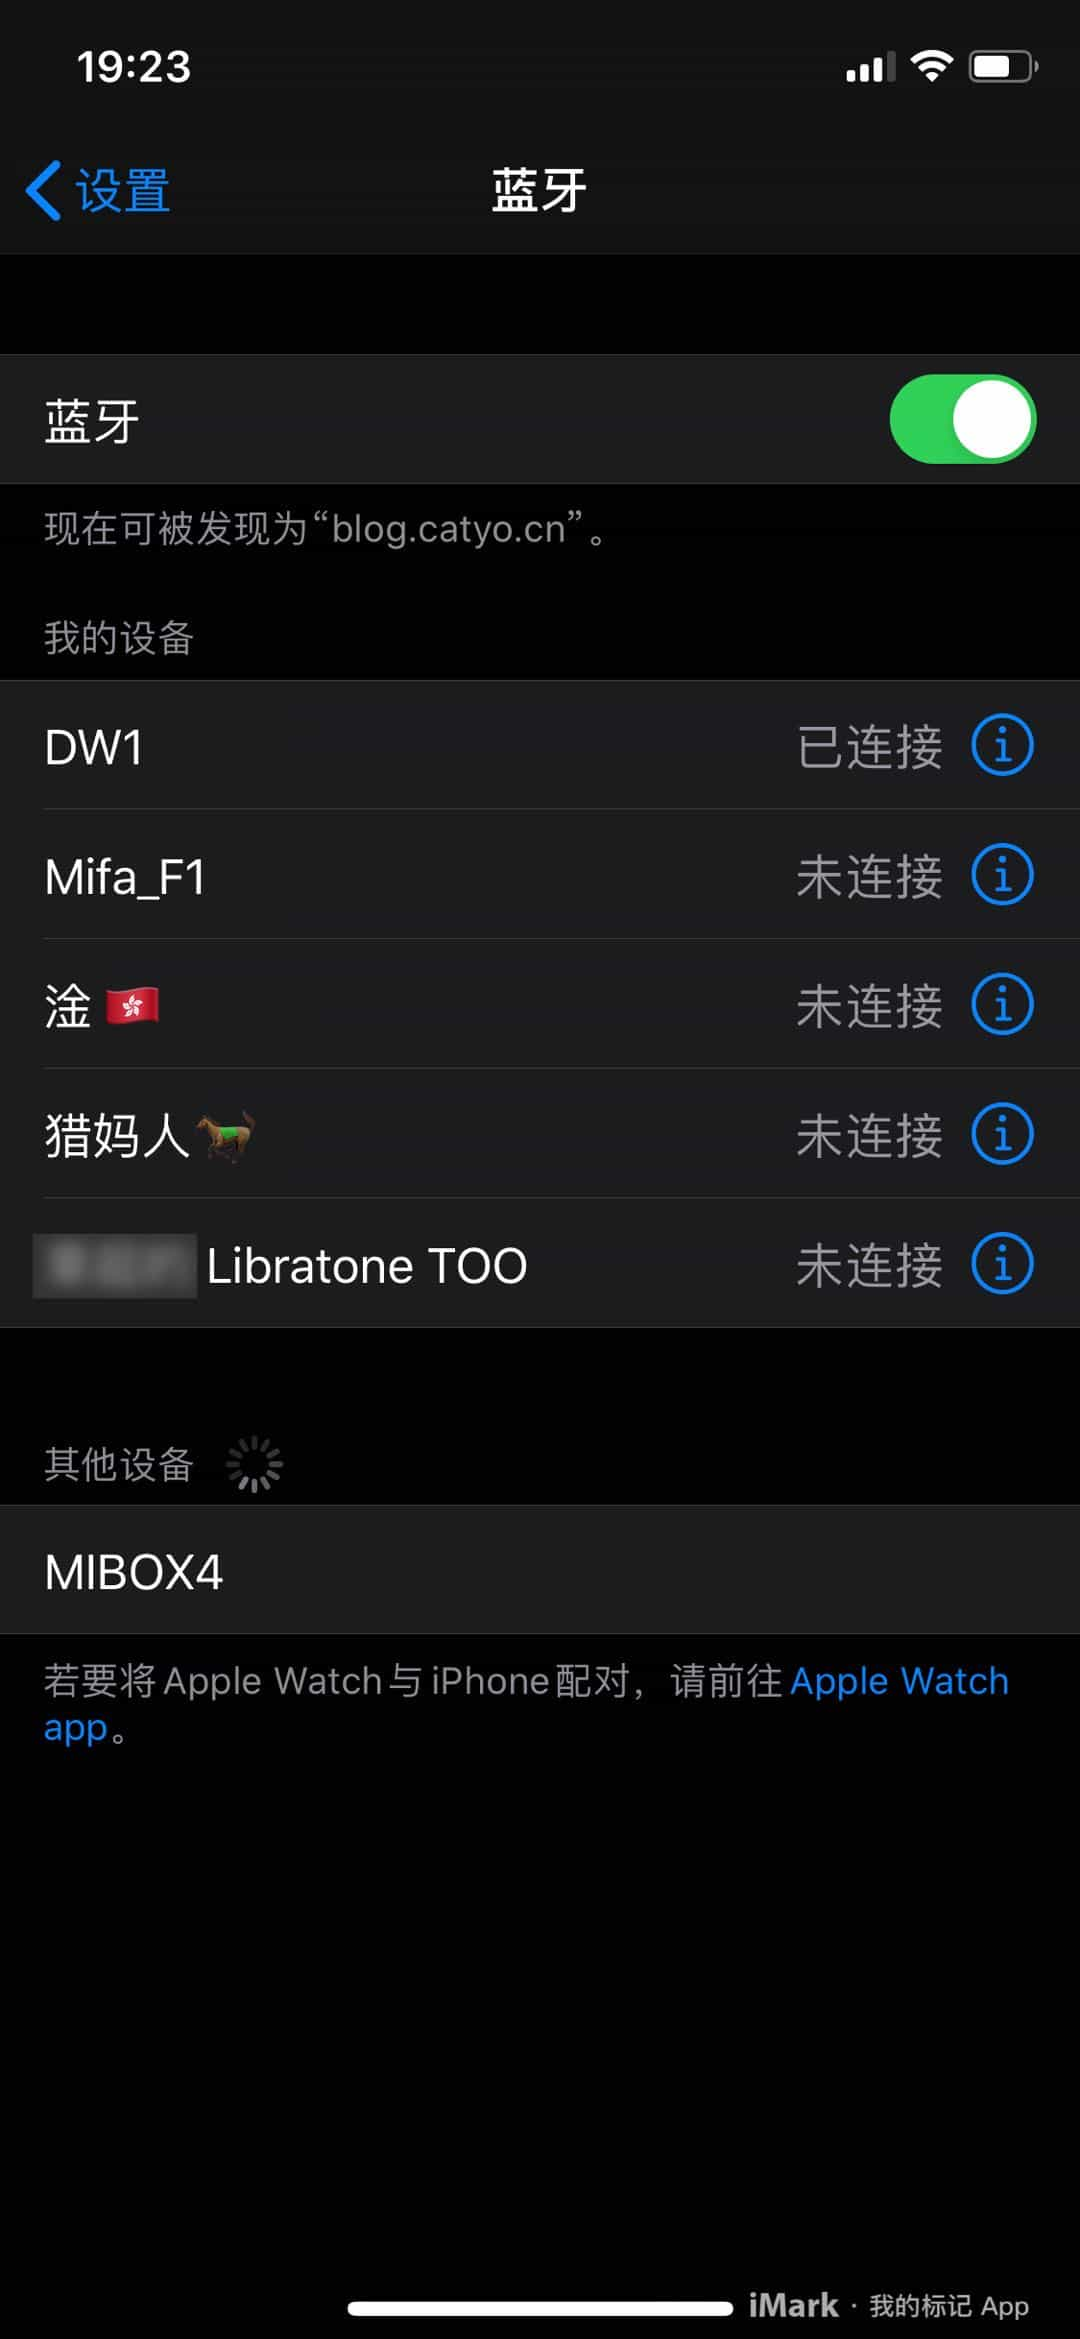 19:23
设置
蓝牙
蓝牙
现在可被发现为“blog.catyo.cn”。
我的设备
DW1 已连接
Mifa_F1 未连接
淦🇭🇰 未连接
猎妈人🐎 未连接
Libratone TOO 未连接
其他设备
MIBOX4
若要将Apple Watch与iPhone配对，请前往Apple Watch
app。
iMark · 我的标记 App